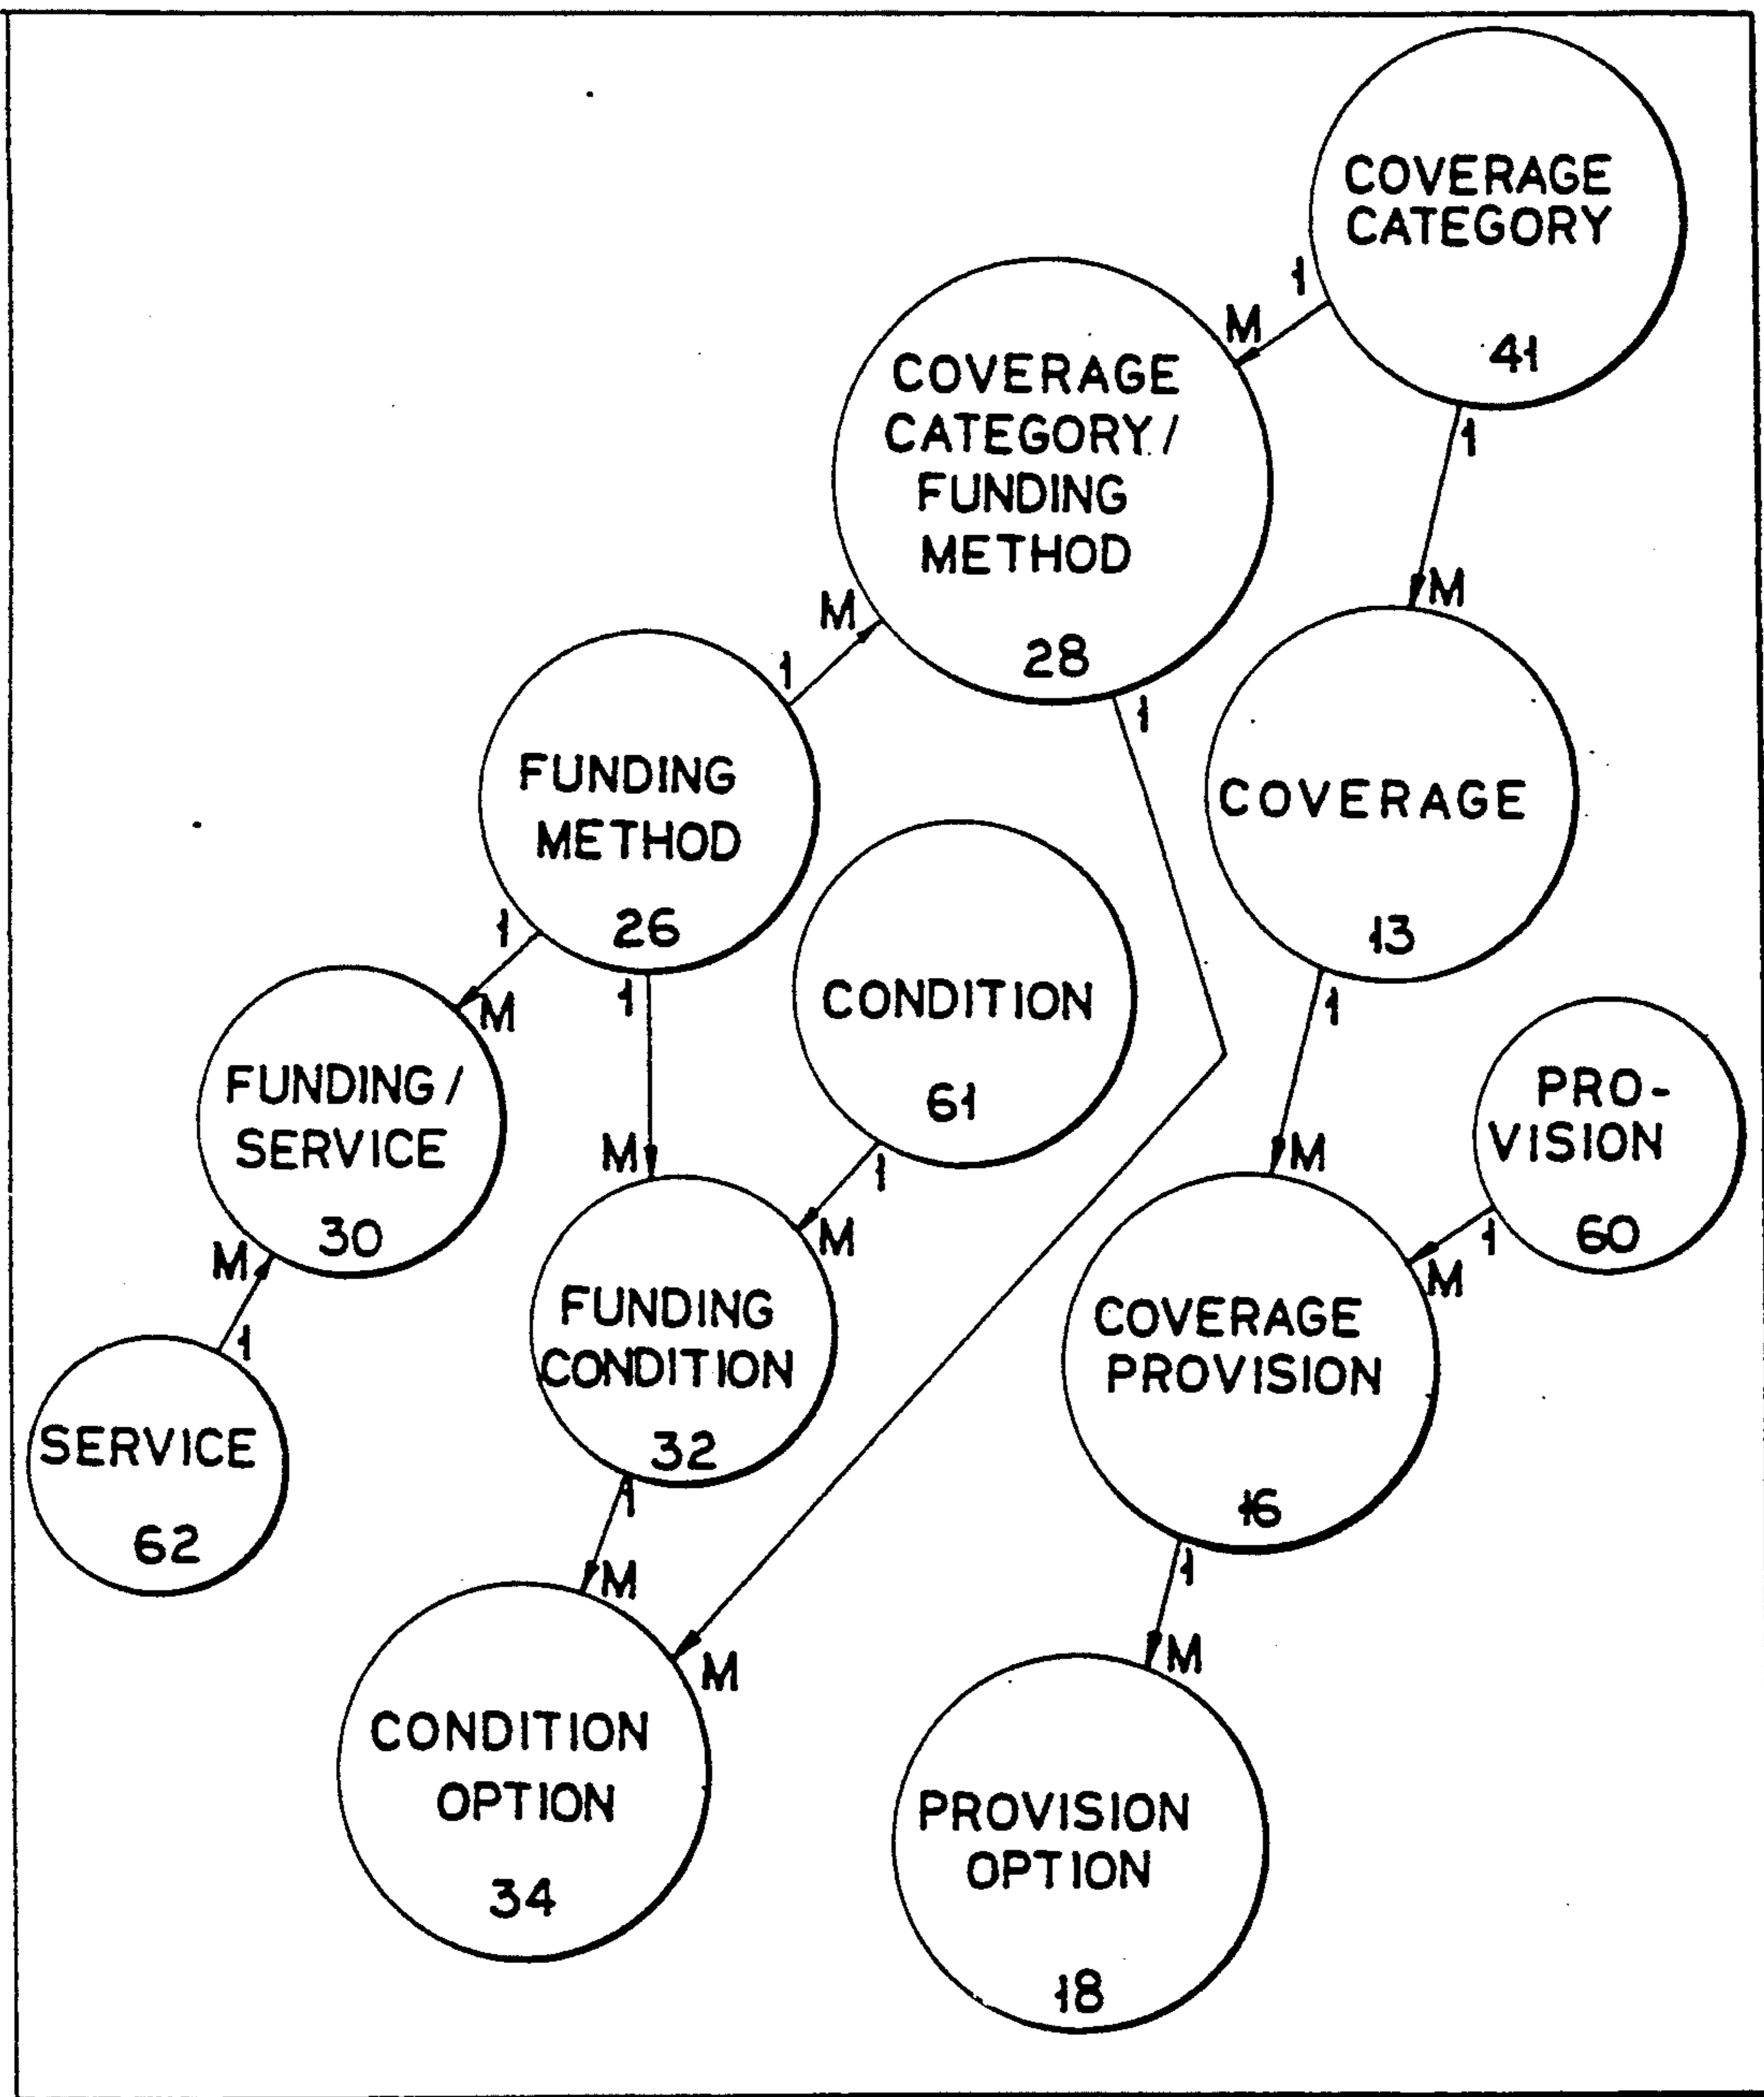 COVERAGE
CATEGORY
41
1
M
1
M
COVERAGE
CATEGORY/
FUNDING
METHOD
28
M
1
1
FUNDING
METHOD
26
1
M
1
M
COVERAGE
13
1
M
CONDITION
61
1
M
PRO-
VISION
60
1
M
FUNDING/
SERVICE
30
M
1
SERVICE
62
FUNDING
CONDITION
32
1
M
M
COVERAGE
PROVISION
16
1
M
CONDITION
OPTION
34
PROVISION
OPTION
18